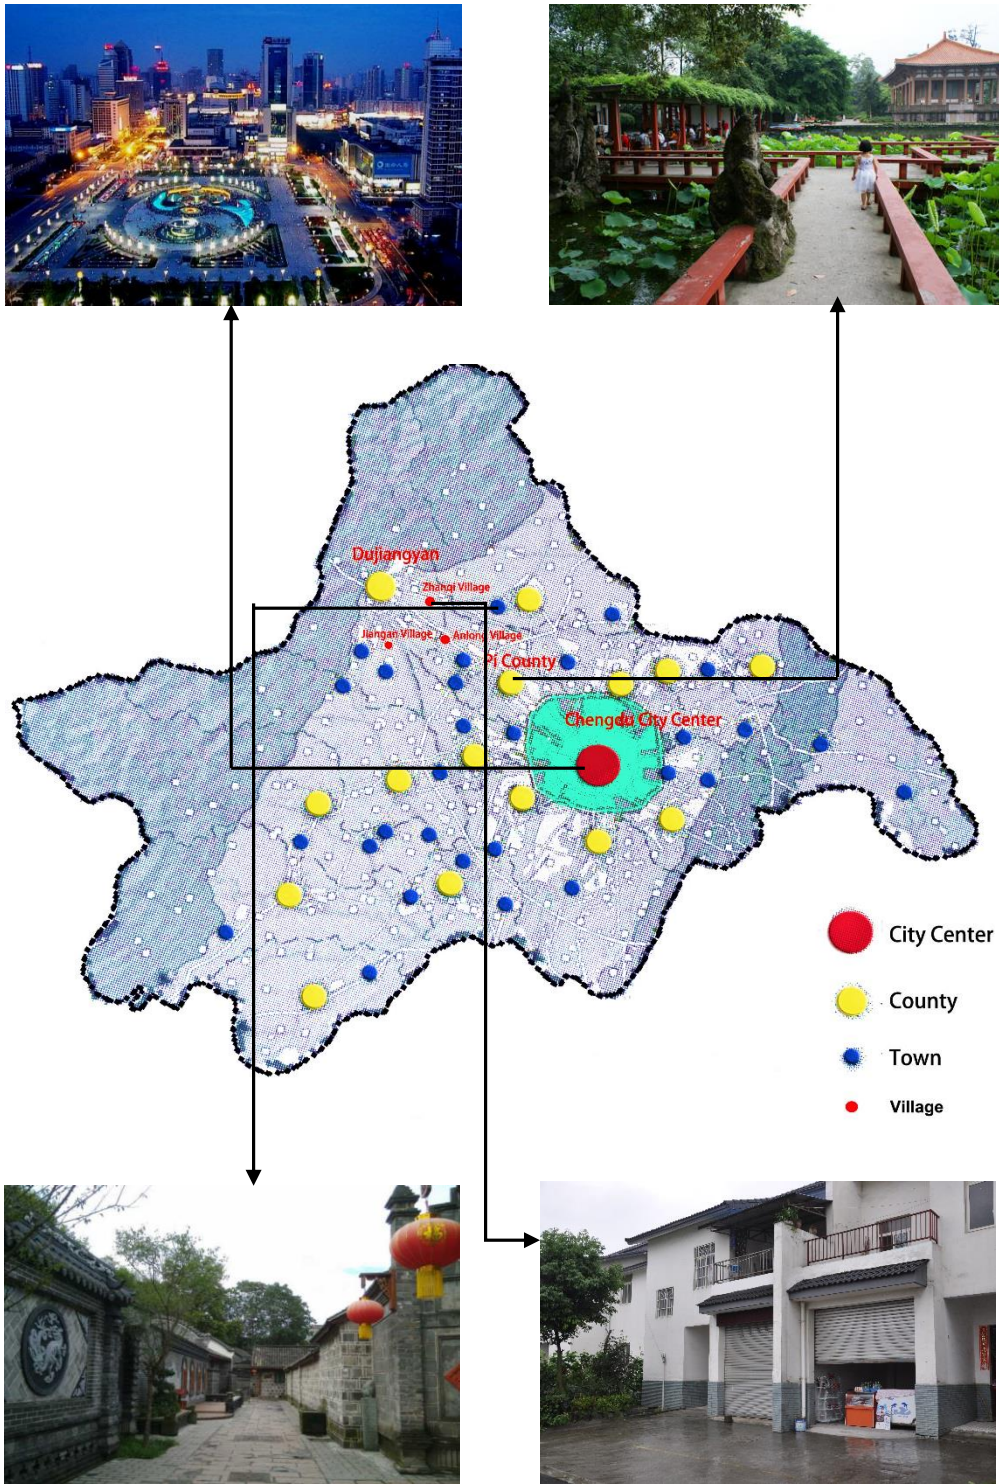 Dujiangyan
Zhanqi Village
Jiangan Village
Anlong Village
Pi County
Chengdu City Center
City Center
County
Town
Village